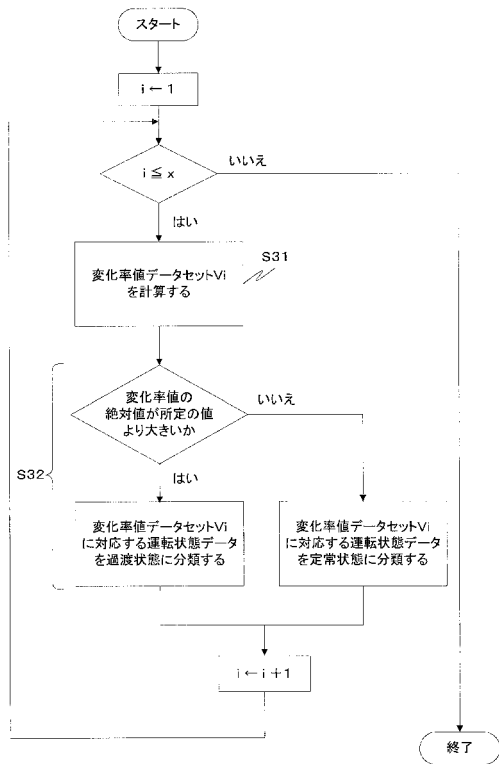 スタート
i ← 1
i ≦ x
いいえ
はい
S31
変化率値データセットVi
を計算する
変化率値の
絶対値が所定の値
より大きいか
いいえ
S32
はい
変化率値データセットVi
に対応する運転状態データ
を過渡状態に分類する
変化率値データセットVi
に対応する運転状態データ
を定常状態に分類する
i ← i +1
終了